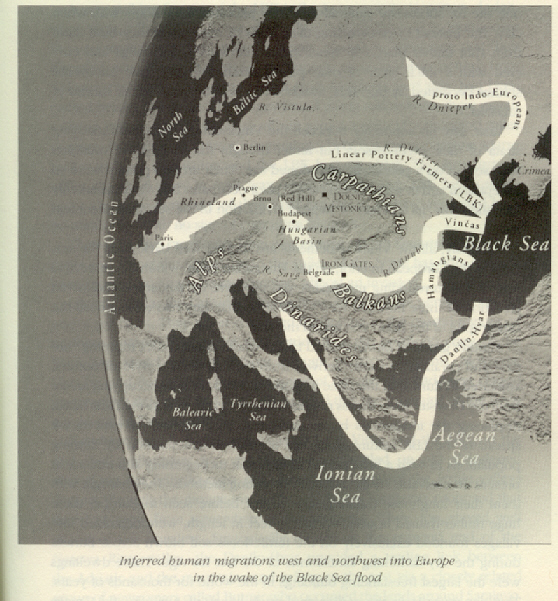 Baltic Sea
North
Sea
R. Vistula
proto Indo-Europeans
R. Dnieper
Crimea
Berlin
Linear Pottery Farmers (LBK)
Carpathians
Prague
Rhineland
Brno
(Red Hill)
Budapest
Hungarian
Basin
Paris
Atlantic Ocean
Alps
Vinčas
Black Sea
Hamangians
IRON GATES
R. Danube
R. Sava
Belgrade
Balkans
Dinarides
Danilo-Hvar
Balearic
Sea
Tyrrhenian
Sea
Aegean
Sea
Ionian
Sea
Inferred human migrations west and northwest into Europe
in the wake of the Black Sea flood